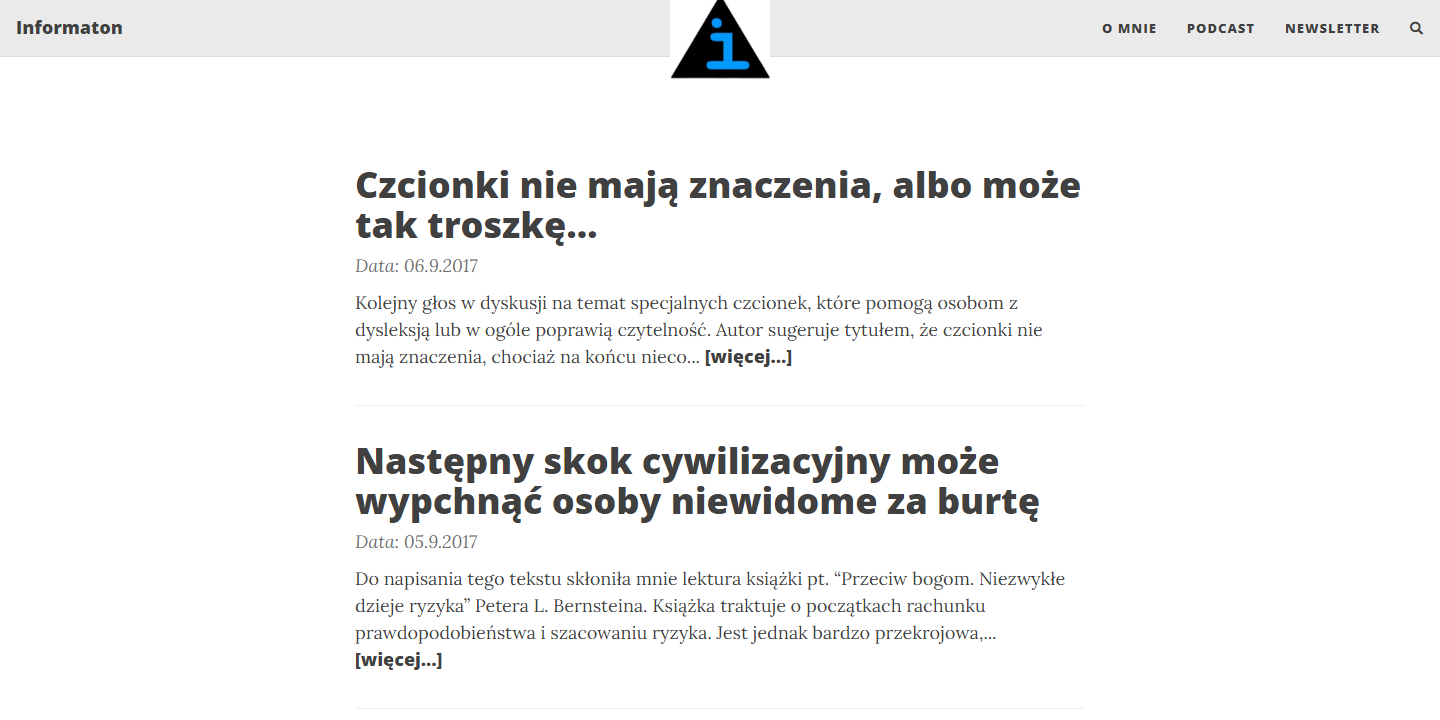 Informaton
i
O MNIE
PODCAST
NEWSLETTER
Czcionki nie mają znaczenia, albo może
tak troszkę...
Data: 06.9.2017
Kolejny głos w dyskusji na temat specjalnych czcionek, które pomogą osobom z
dysleksją lub w ogóle poprawią czytelność. Autor sugeruje tytułem, że czcionki nie
mają znaczenia, chociaż na końcu nieco... [więcej...]
Następny skok cywilizacyjny może
wypchnąć osoby niewidome za burtę
Data: 05.9.2017
Do napisania tego tekstu skłoniła mnie lektura książki pt. “Przeciw bogom. Niezwykłe
dzieje ryzyka” Petera L. Bernsteina. Książka traktuje o początkach rachunku
prawdopodobieństwa i szacowaniu ryzyka. Jest jednak bardzo przekrojowa,...
[więcej...]